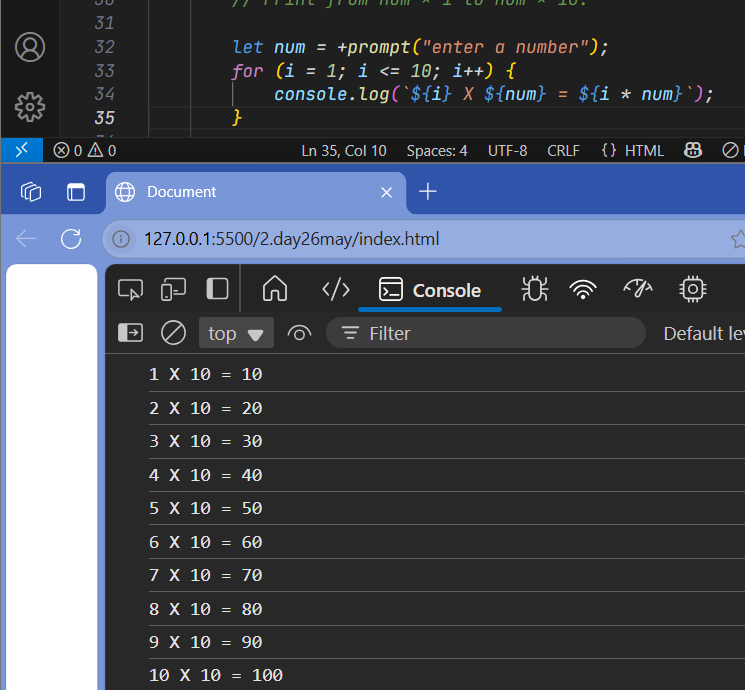 30 // Print from num * 1 to num * 10.
31
32 let num = +prompt("enter a number");
33 for (i = 1; i <= 10; i++) {
34 console.log(`${i} X ${num} = ${i * num}`);
35 }
0 0 Ln 35, Col 10 Spaces: 4 UTF-8 CRLF {} HTML
Document
127.0.0.1:5500/2.day26may/index.html
Console
top Filter Default
1 X 10 = 10
2 X 10 = 20
3 X 10 = 30
4 X 10 = 40
5 X 10 = 50
6 X 10 = 60
7 X 10 = 70
8 X 10 = 80
9 X 10 = 90
10 X 10 = 100